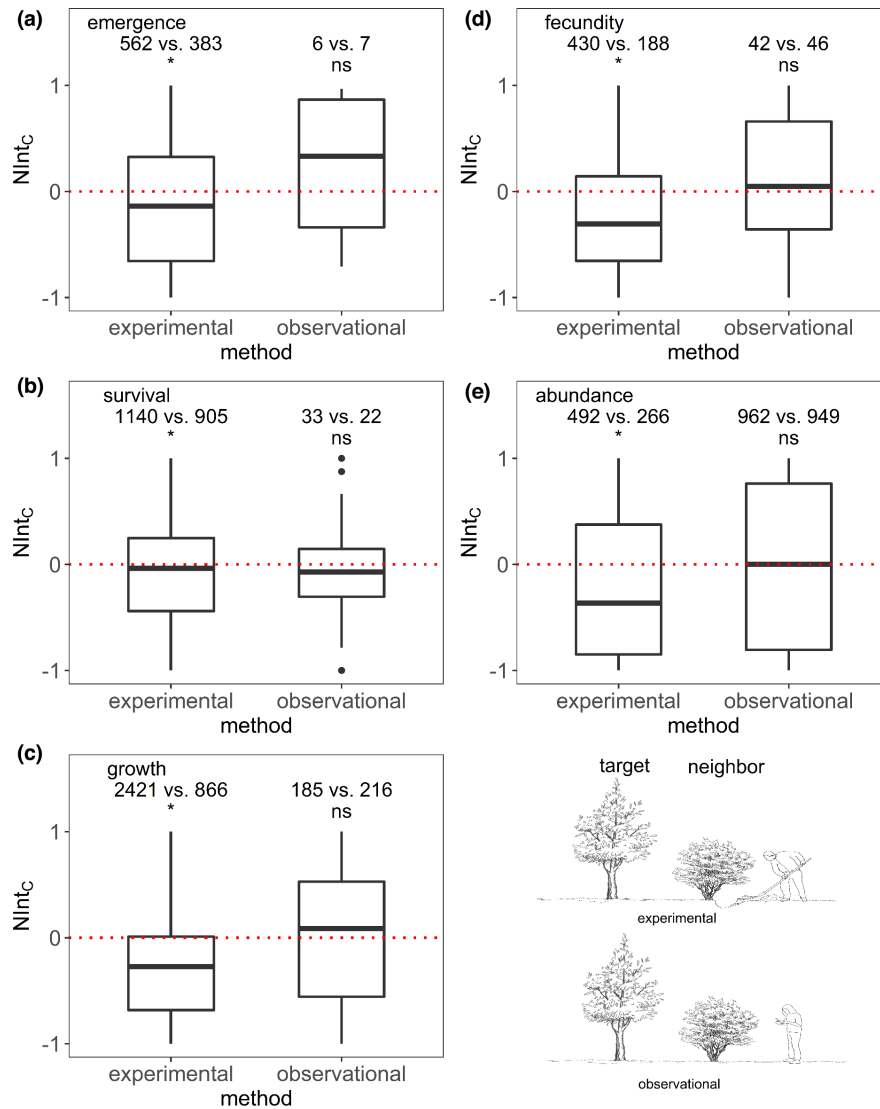 (a)
emergence
562 vs. 383
6 vs. 7
*
ns
1
0
-1
NIntC
experimental
observational
method
(d)
fecundity
430 vs. 188
42 vs. 46
*
ns
1
0
-1
NIntC
experimental
observational
method
(b)
survival
1140 vs. 905
33 vs. 22
*
ns
1
0
-1
NIntC
experimental
observational
method
(e)
abundance
492 vs. 266
962 vs. 949
*
ns
1
0
-1
NIntC
experimental
observational
method
(c)
growth
2421 vs. 866
185 vs. 216
*
ns
1
0
-1
NIntC
experimental
observational
method
target
neighbor
experimental
observational